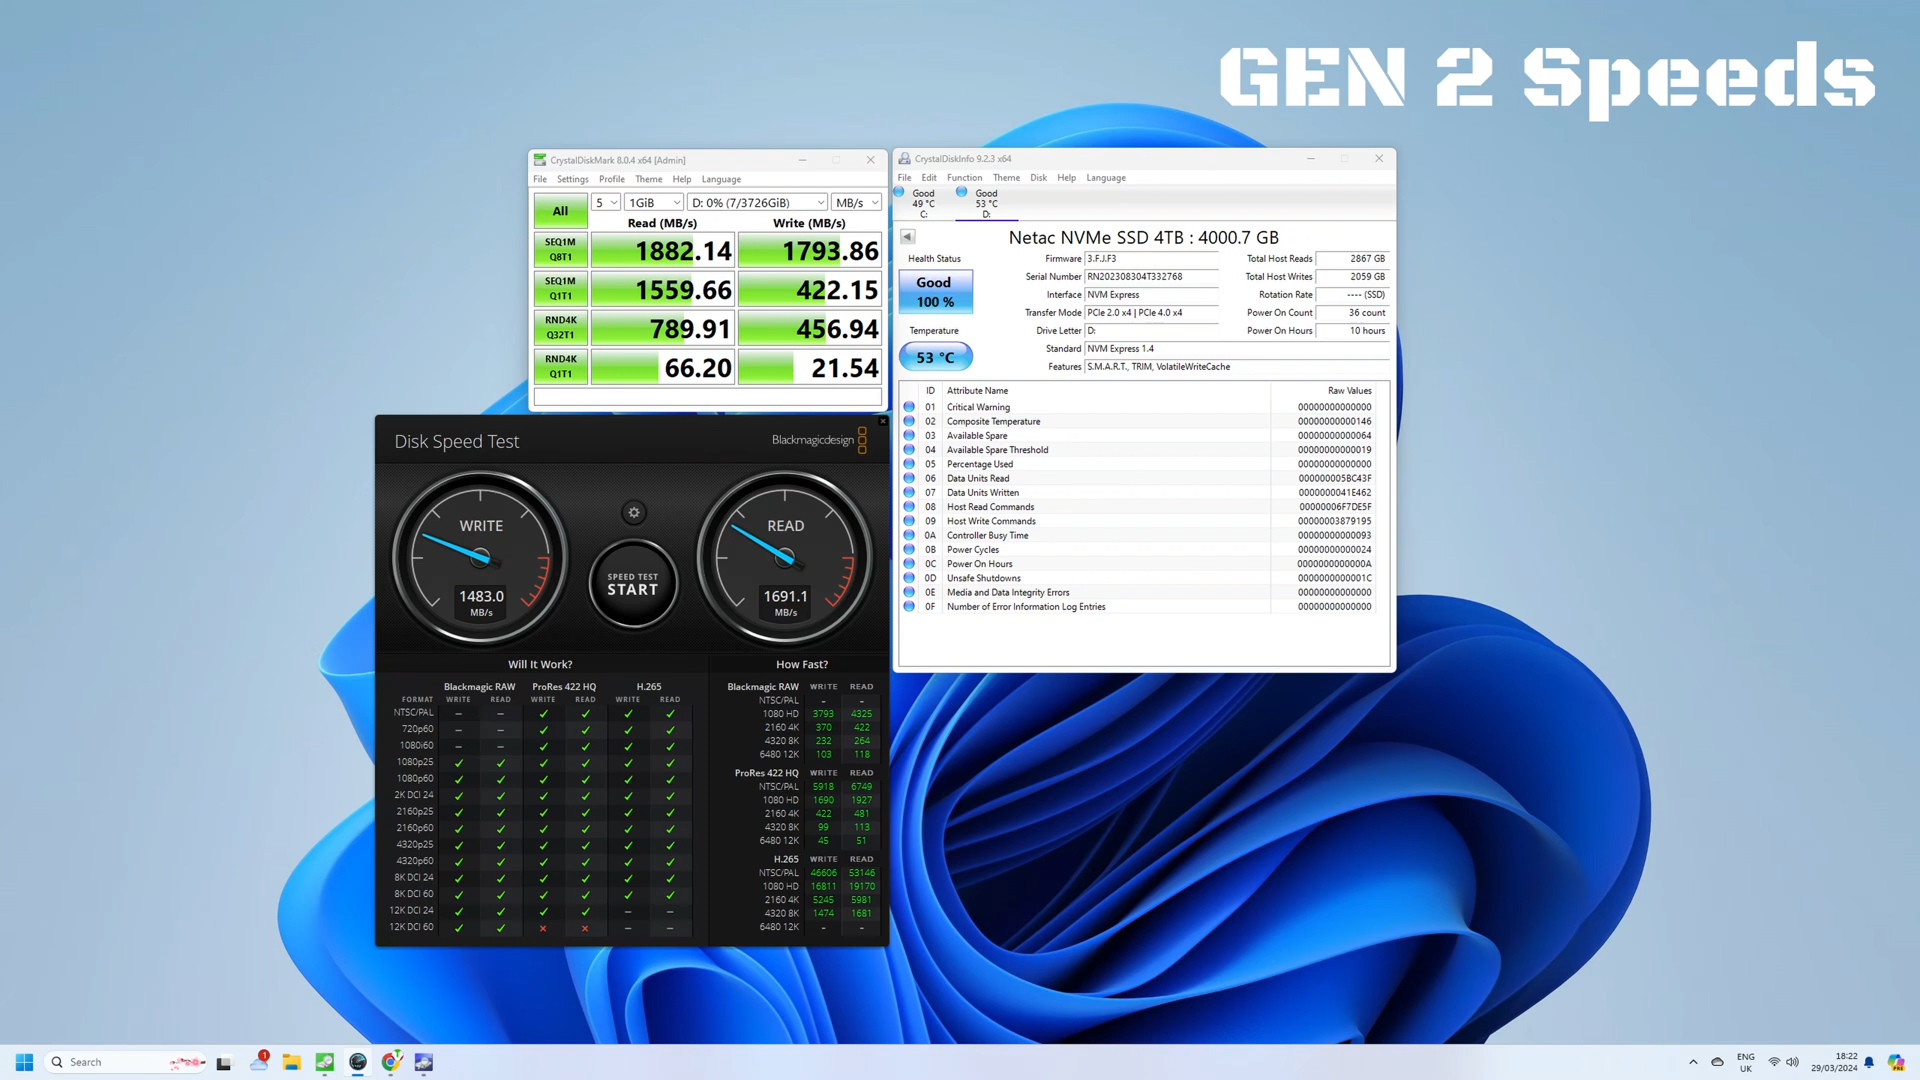 GEN 2 Speeds
CrystalDiskMark 8.0.4 x64 [Admin]
File Settings Profile Theme Help Language
All 5 1GiB D: 0% (7/3726GiB) MB/s
Read (MB/s) Write (MB/s)
SEQ1M Q8T1 1882.14 1793.86
SEQ1M Q1T1 1559.66 422.15
RND4K Q32T1 789.91 456.94
RND4K Q1T1 66.20 21.54
CrystalDiskInfo 9.2.3 x64
File Edit Function Theme Disk Help Language
Good Good
49 °C 53 °C
C: D:
Netac NVMe SSD 4TB : 4000.7 GB
Health Status
Good
100 %
Temperature
53 °C
Firmware 3.F.J.F3
Serial Number RN202308304T332768
Interface NVM Express
Transfer Mode PCIe 2.0 x4 | PCIe 4.0 x4
Drive Letter D:
Standard NVM Express 1.4
Features S.M.A.R.T., TRIM, VolatileWriteCache
Total Host Reads 2867 GB
Total Host Writes 2059 GB
Rotation Rate ---- (SSD)
Power On Count 36 count
Power On Hours 10 hours
ID Attribute Name Raw Values
01 Critical Warning 00000000000000
02 Composite Temperature 00000000000146
03 Available Spare 00000000000064
04 Available Spare Threshold 00000000000019
05 Percentage Used 00000000000000
06 Data Units Read 000000005BC43F
07 Data Units Written 000000041E462
08 Host Read Commands 00000006F7DE5F
09 Host Write Commands 00000003879195
0A Controller Busy Time 00000000000093
0B Power Cycles 00000000000024
0C Power On Hours 0000000000000A
0D Unsafe Shutdowns 0000000000001C
0E Media and Data Integrity Errors 00000000000000
0F Number of Error Information Log Entries 00000000000000
Disk Speed Test Blackmagicdesign
WRITE
1483.0
MB/s
SPEED TEST
START
READ
1691.1
MB/s
Will It Work?
Blackmagic RAW ProRes 422 HQ H.265
FORMAT WRITE READ WRITE READ WRITE READ
NTSC/PAL – – ✓ ✓ ✓ ✓
720p60 – – ✓ ✓ ✓ ✓
1080i60 – – ✓ ✓ ✓ ✓
1080p25 ✓ ✓ ✓ ✓ ✓ ✓
1080p60 ✓ ✓ ✓ ✓ ✓ ✓
2K DCI 24 ✓ ✓ ✓ ✓ ✓ ✓
2160p25 ✓ ✓ ✓ ✓ ✓ ✓
2160p60 ✓ ✓ ✓ ✓ ✓ ✓
4320p25 ✓ ✓ ✓ ✓ ✓ ✓
4320p60 ✓ ✓ ✓ ✓ ✓ ✓
8K DCI 24 ✓ ✓ ✓ ✓ ✓ ✓
8K DCI 60 ✓ ✓ ✓ ✓ ✓ ✓
12K DCI 24 ✓ ✓ ✓ ✓ – –
12K DCI 60 ✓ ✓ × × – –
How Fast?
Blackmagic RAW WRITE READ
NTSC/PAL - -
1080 HD 3793 4325
2160 4K 370 422
4320 8K 232 264
6480 12K 103 118
ProRes 422 HQ WRITE READ
NTSC/PAL 5918 6749
1080 HD 1690 1927
2160 4K 422 481
4320 8K 99 113
6480 12K 45 51
H.265 WRITE READ
NTSC/PAL 46606 53146
1080 HD 16811 19170
2160 4K 5245 5981
4320 8K 1474 1681
6480 12K - -
Search 1
ENG
UK
18:22
29/03/2024
PRE